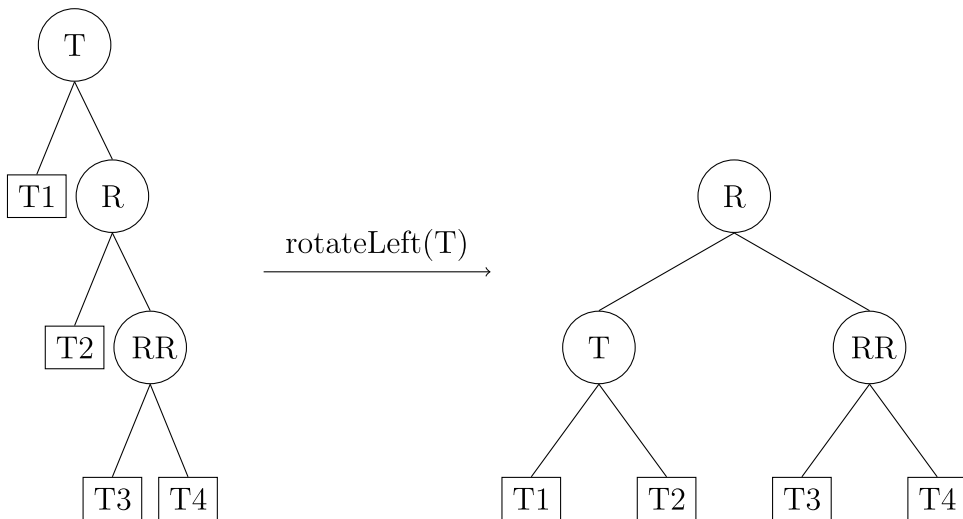 T
T1 R
R
rotateLeft(T)
T2 RR
T RR
T3 T4
T1 T2 T3 T4